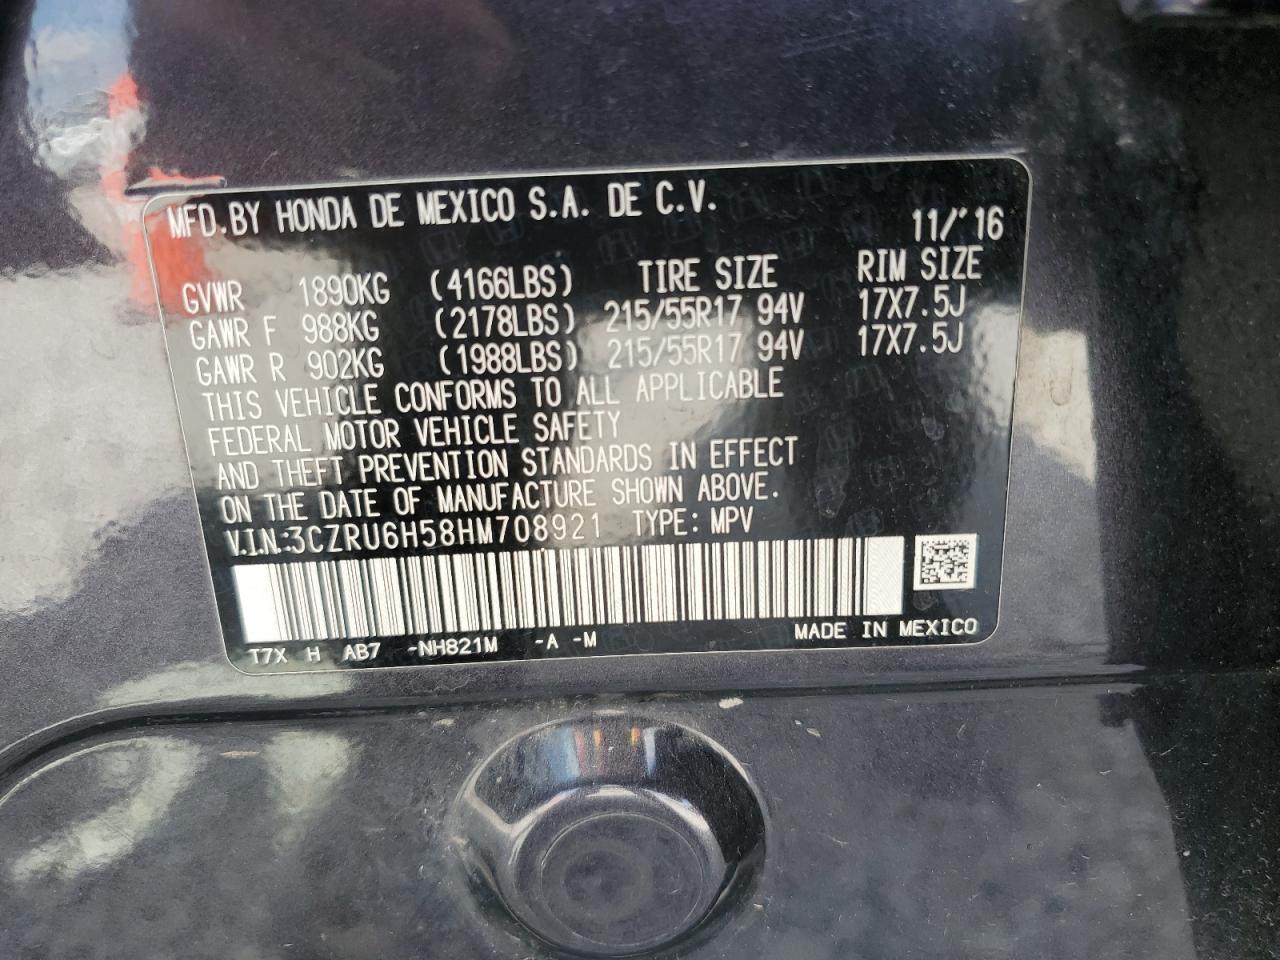 MFD.BY HONDA DE MEXICO S.A. DE C.V. 11/'16
TIRE SIZE RIM SIZE
GVWR 1890KG (4166LBS)
GAWR F 988KG (2178LBS) 215/55R17 94V 17X7.5J
GAWR R 902KG (1988LBS) 215/55R17 94V 17X7.5J
THIS VEHICLE CONFORMS TO ALL APPLICABLE
FEDERAL MOTOR VEHICLE SAFETY
AND THEFT PREVENTION STANDARDS IN EFFECT
ON THE DATE OF MANUFACTURE SHOWN ABOVE.
V.I.N.:3CZRU6H58HM708921 TYPE: MPV
T7X H AB7 -NH821M -A -M MADE IN MEXICO